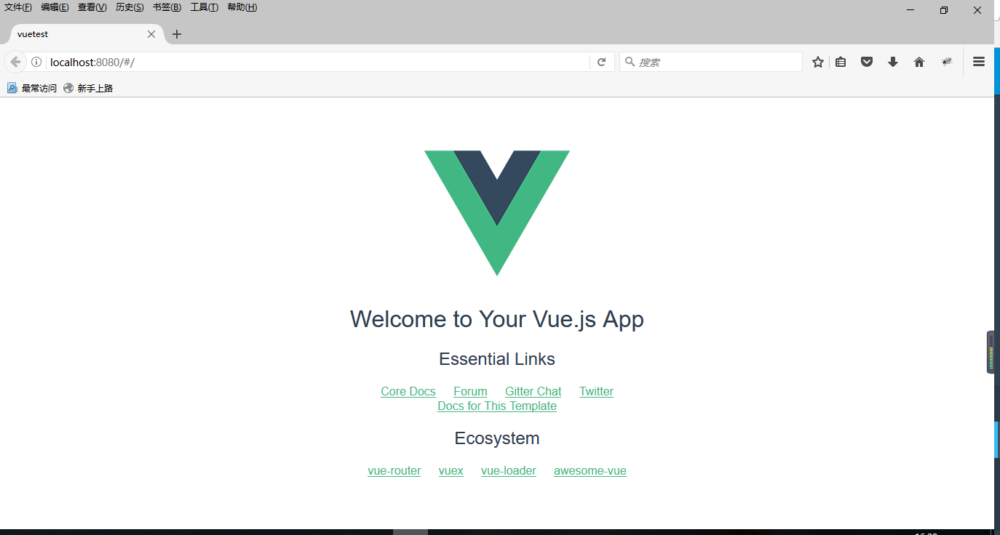 文件(F) 编辑(E) 查看(V) 历史(S) 书签(B) 工具(T) 帮助(H)
vuetest
localhost:8080/#/
搜索
最常访问 新手上路
Welcome to Your Vue.js App
Essential Links
Core Docs Forum Gitter Chat Twitter
Docs for This Template
Ecosystem
vue-router vuex vue-loader awesome-vue